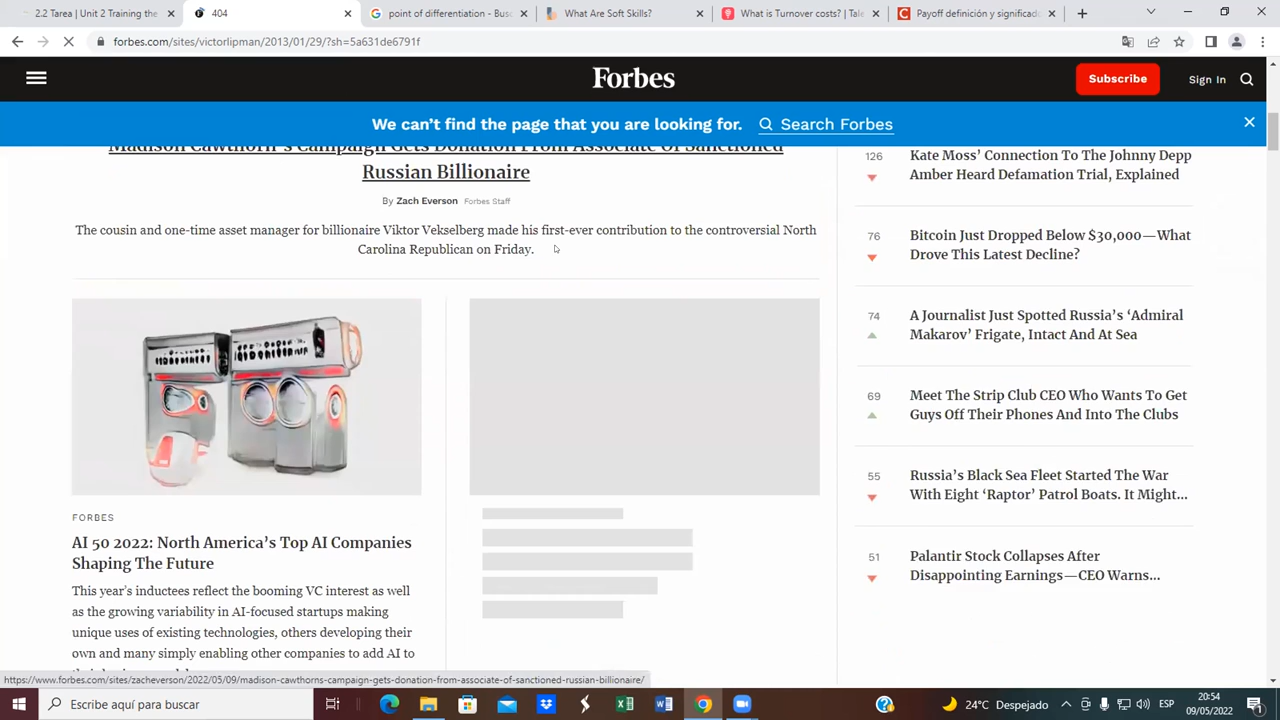 2.2 Tarea | Unit 2 Training the
404
point of differentiation - Busc
What Are Soft Skills?
What is Turnover costs? | Tale
Payoff definición y significado
forbes.com/sites/victorlipman/2013/01/29/?sh=5a631de6791f
Forbes
Subscribe
Sign In
We can't find the page that you are looking for.
Search Forbes
Madison Cawthorn's Campaign Gets Donation From Associate Of Sanctioned
Russian Billionaire
By Zach Everson Forbes Staff
The cousin and one-time asset manager for billionaire Viktor Vekselberg made his first-ever contribution to the controversial North
Carolina Republican on Friday.
FORBES
AI 50 2022: North America's Top AI Companies
Shaping The Future
This year's inductees reflect the booming VC interest as well
as the growing variability in AI-focused startups making
unique uses of existing technologies, others developing their
own and many simply enabling other companies to add AI to
126
Kate Moss' Connection To The Johnny Depp
Amber Heard Defamation Trial, Explained
76
Bitcoin Just Dropped Below $30,000—What
Drove This Latest Decline?
74
A Journalist Just Spotted Russia's 'Admiral
Makarov' Frigate, Intact And At Sea
69
Meet The Strip Club CEO Who Wants To Get
Guys Off Their Phones And Into The Clubs
55
Russia's Black Sea Fleet Started The War
With Eight 'Raptor' Patrol Boats. It Might...
51
Palantir Stock Collapses After
Disappointing Earnings—CEO Warns...
https://www.forbes.com/sites/zacheverson/2022/05/09/madison-cawthorns-campaign-gets-donation-from-associate-of-sanctioned-russian-billionaire/
Escribe aquí para buscar
24°C Despejado
ESP
20:54
09/05/2022